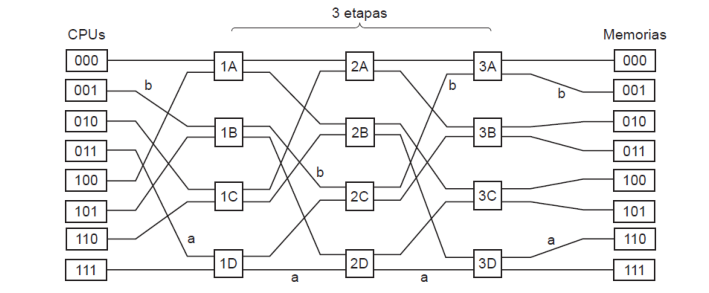 3 etapas
CPUs Memorias
000 1A 2A 3A 000
b b
001 b 001
010 1B 2B 3B 010
011 011
b
100 100
101 1C 2C 3C 101
110 a a 110
111 1D 2D 3D 111
a a